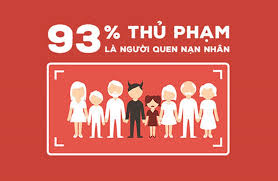 93% THỦ PHẠM
LÀ NGƯỜI QUEN NẠN NHÂN